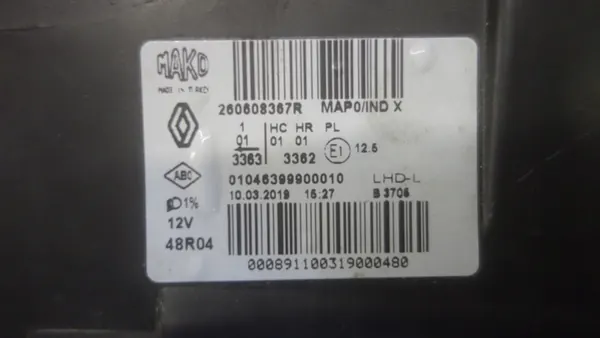 MAKO
MADE IN TURKEY
260608367R MAP0/IND X
1 HC HR PL
01 01 01
3363 3362 E1 12.5
ABC
01046399900010 LHD-L
10.03.2019 15:27 B 3705
1%
12V
48R04
000891100319000480